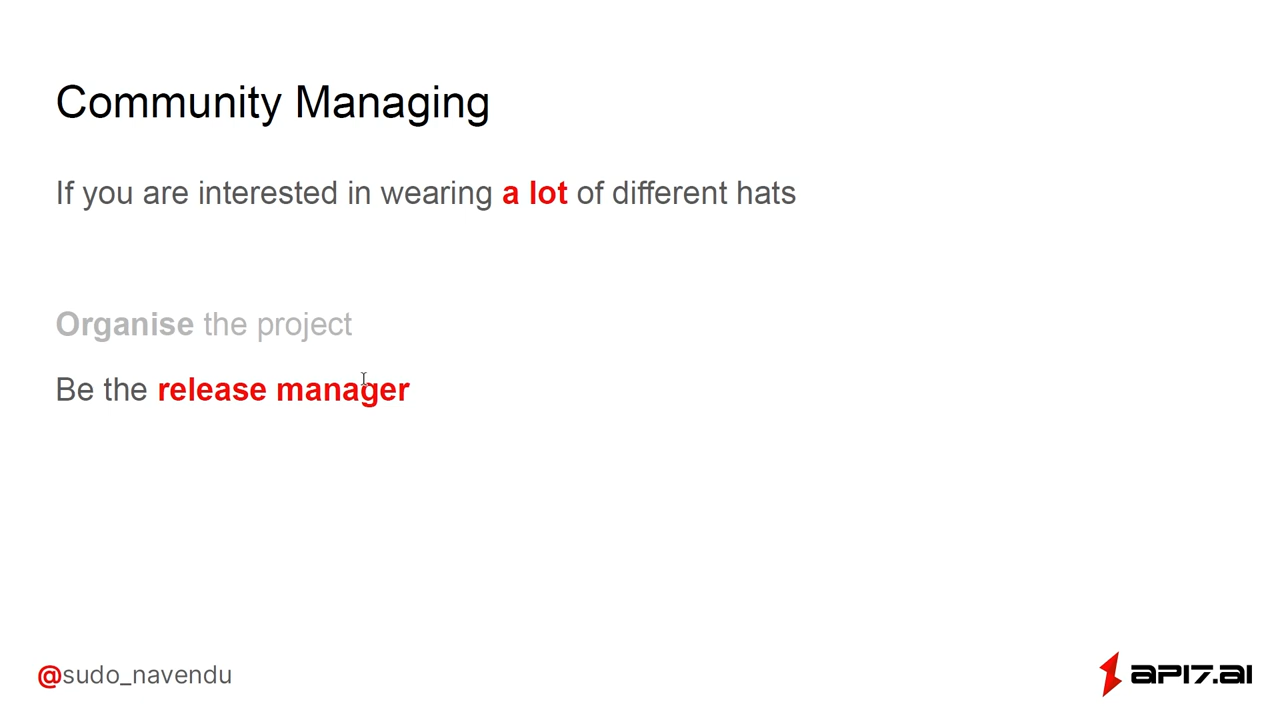 Community Managing
If you are interested in wearing a lot of different hats
Organise the project
Be the release manager
@sudo_navendu
API7.AI